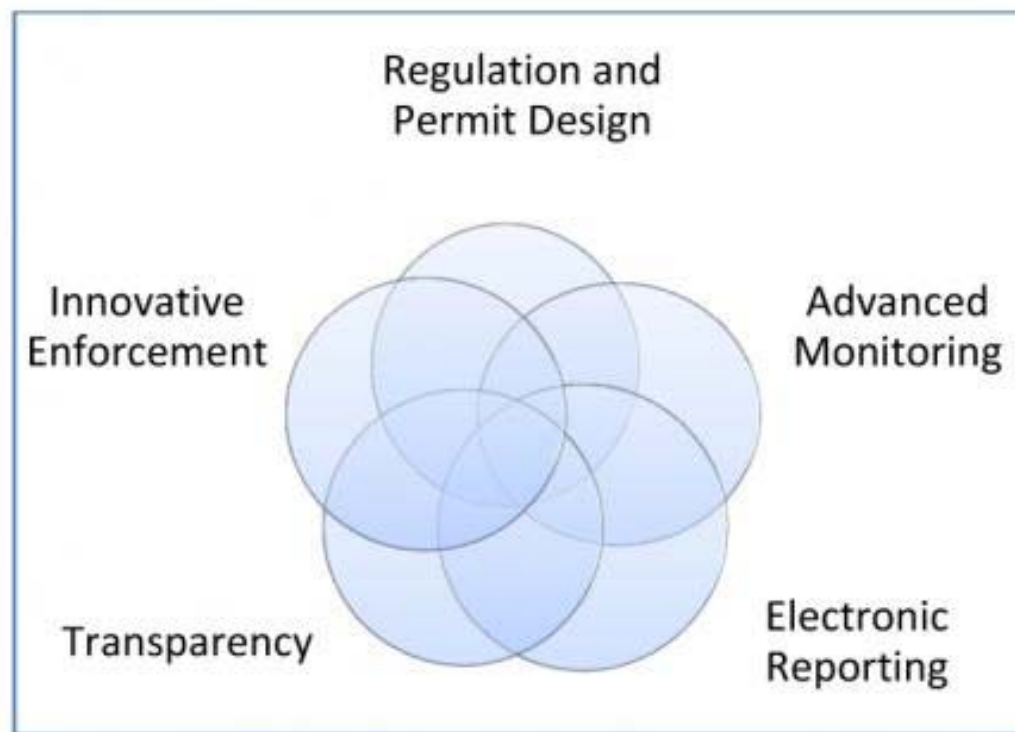 Regulation and
Permit Design
Innovative
Enforcement
Advanced
Monitoring
Transparency
Electronic
Reporting